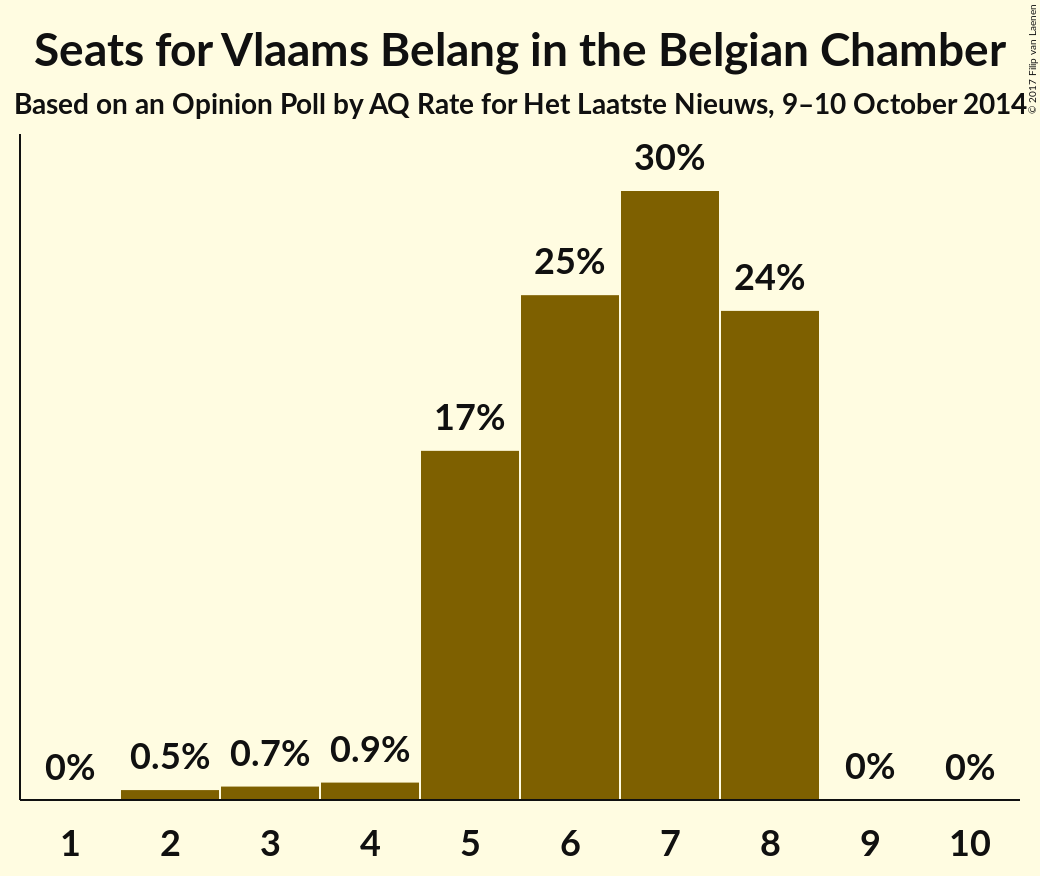 Seats for Vlaams Belang in the Belgian Chamber
Based on an Opinion Poll by AQ Rate for Het Laatste Nieuws, 9–10 October 2014
© 2017 Filip van Laenen
0% 0.5% 0.7% 0.9% 17% 25% 30% 24% 0% 0%
1 2 3 4 5 6 7 8 9 10